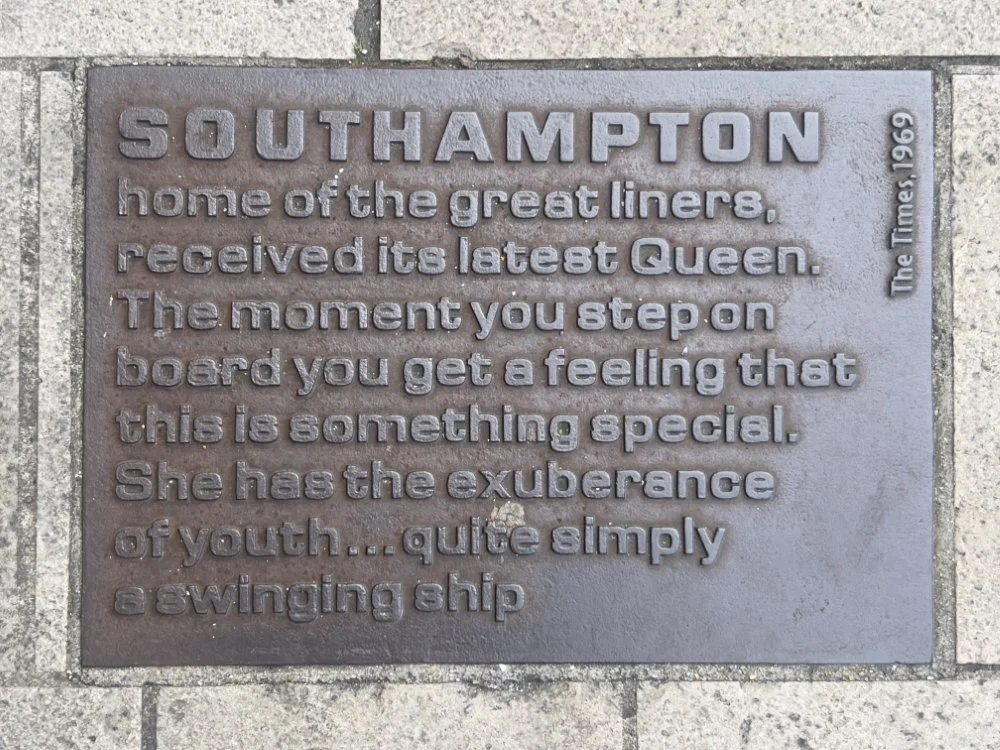 SOUTHAMPTON
home of the great liners,
received its latest Queen.
The moment you step on
board you get a feeling that
this is something special.
She has the exuberance
of youth... quite simply
a swinging ship
The Times, 1969